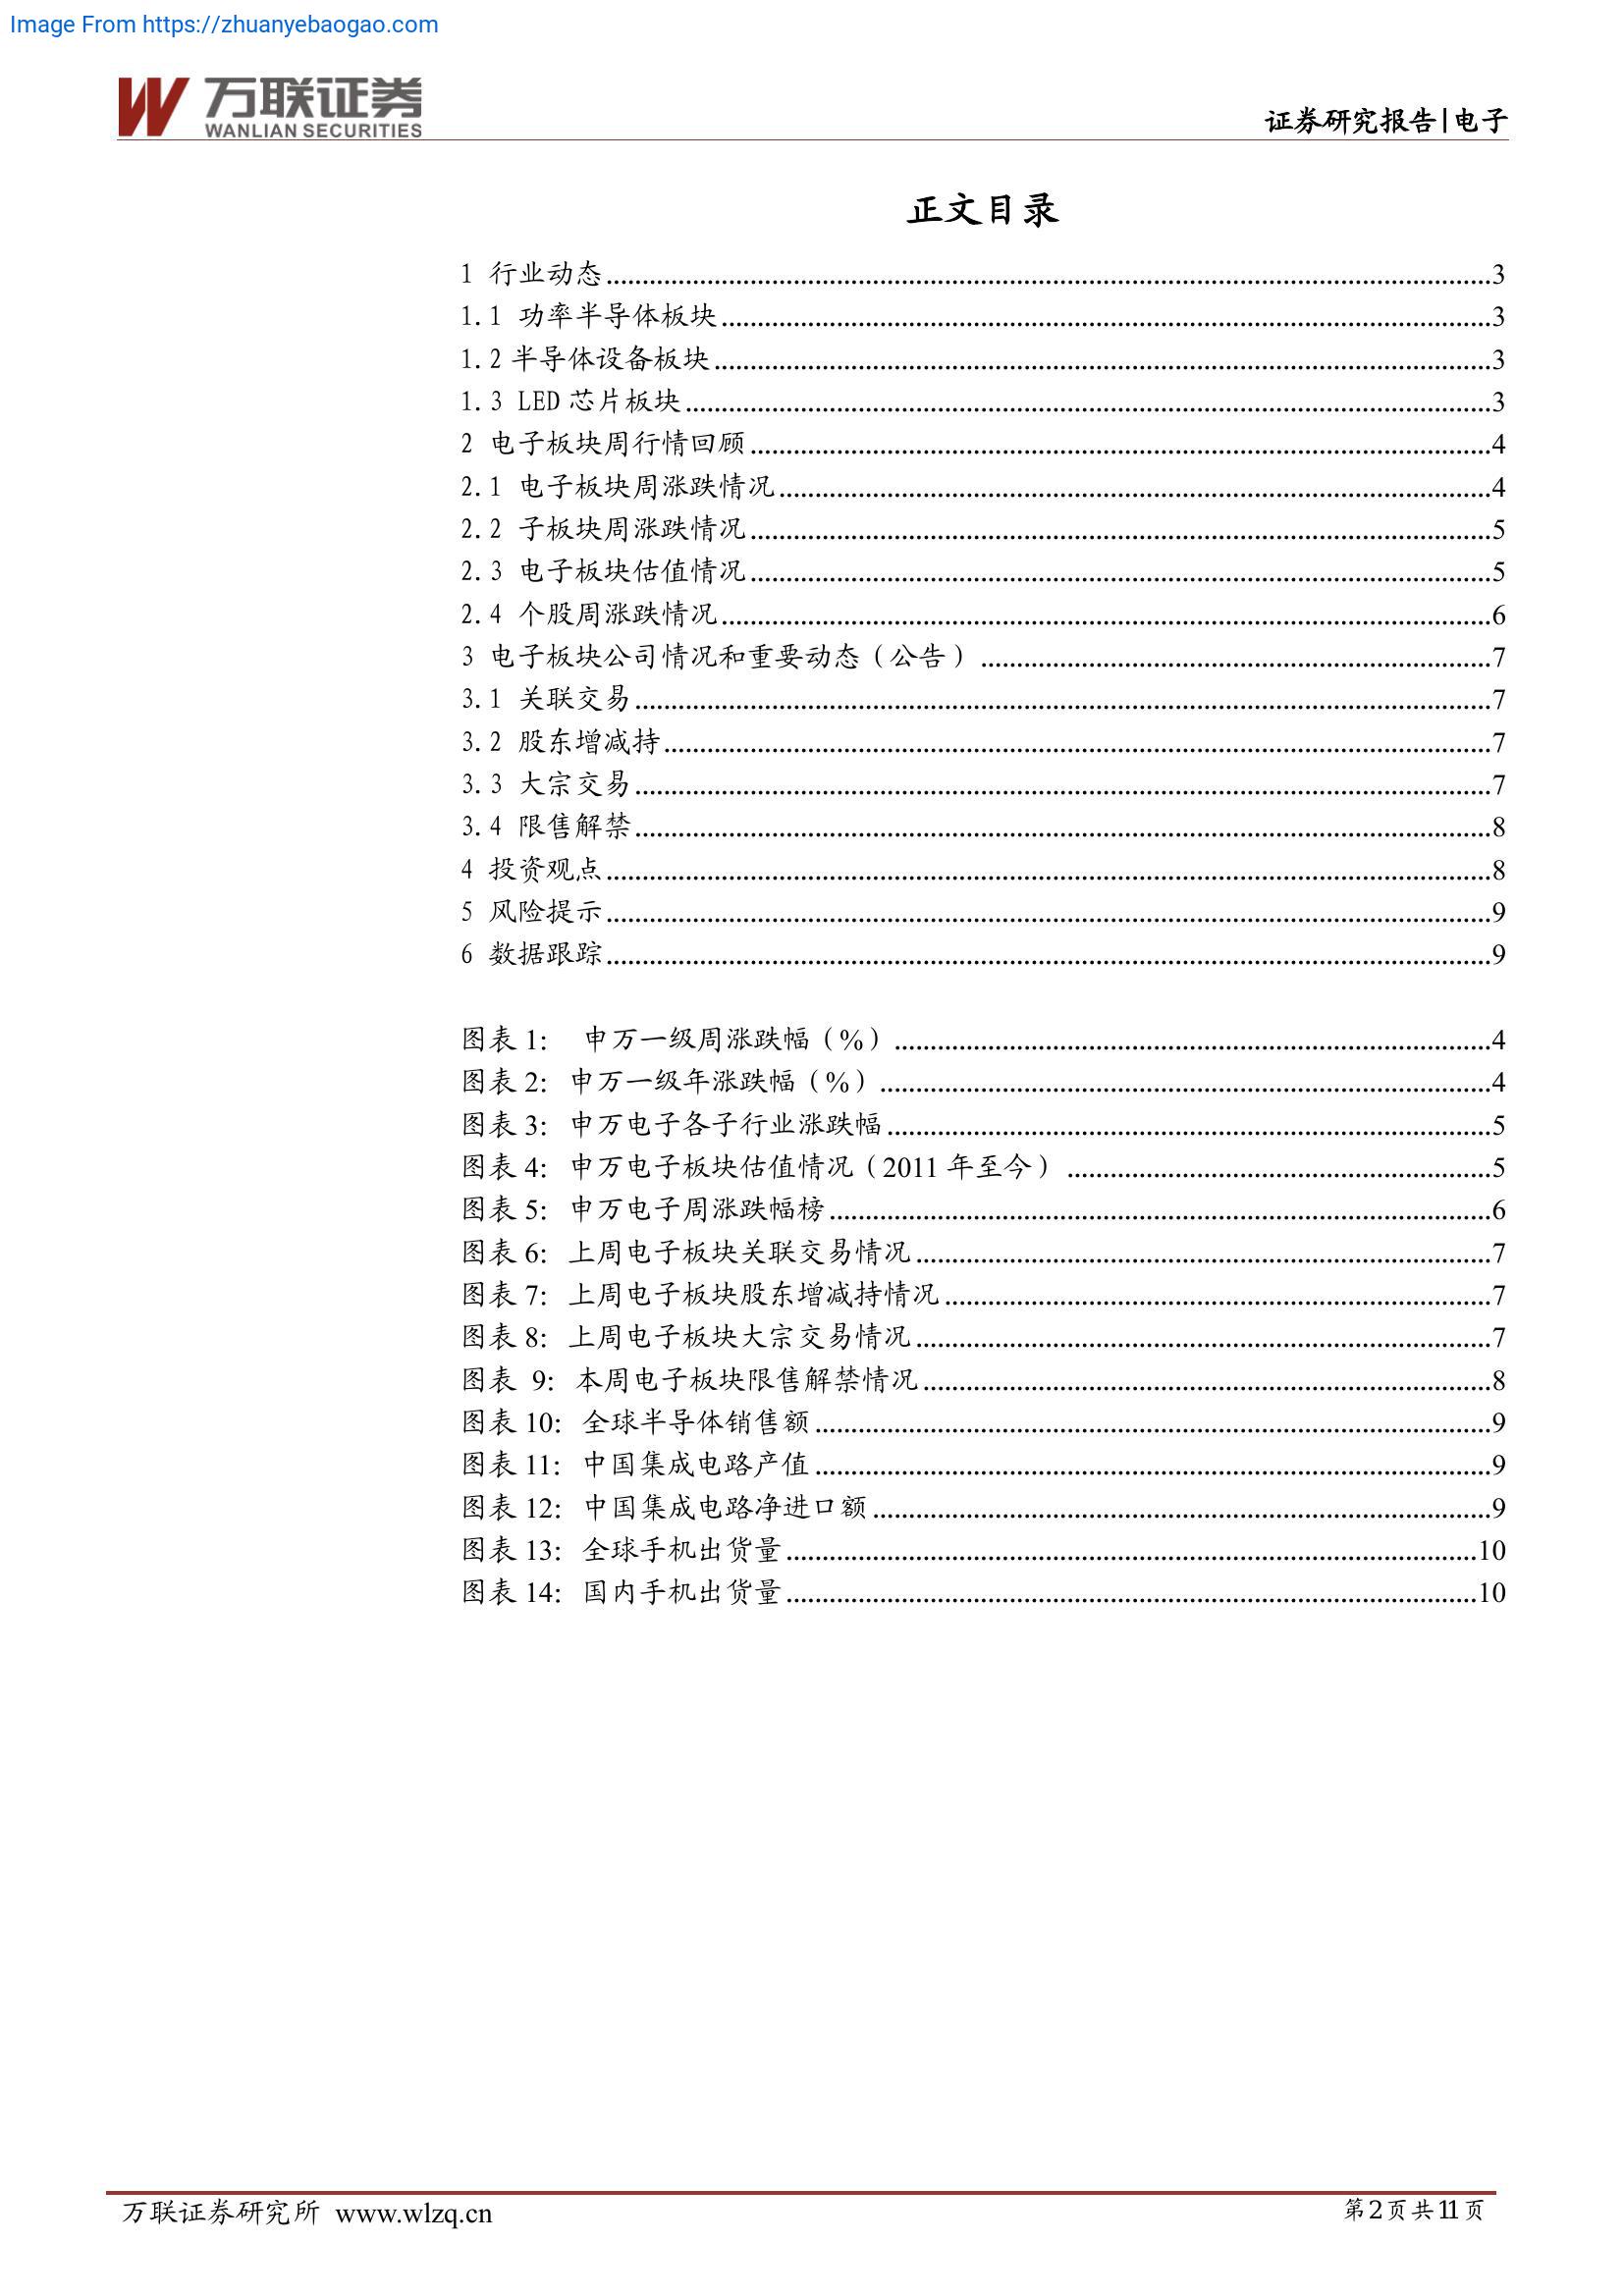 Image From https://zhuanyebaogao.com
万联证券
WANLIAN SECURITIES
证券研究报告|电子
正文目录
1 行业动态......3
1.1 功率半导体板块......3
1.2半导体设备板块......3
1.3 LED芯片板块......3
2 电子板块周行情回顾......4
2.1 电子板块周涨跌情况......4
2.2 子板块周涨跌情况......5
2.3 电子板块估值情况......5
2.4 个股周涨跌情况......6
3 电子板块公司情况和重要动态（公告）......7
3.1 关联交易......7
3.2 股东增减持......7
3.3 大宗交易......7
3.4 限售解禁......8
4 投资观点......8
5 风险提示......9
6 数据跟踪......9
图表 1： 申万一级周涨跌幅（%）......4
图表 2：申万一级年涨跌幅（%）......4
图表 3：申万电子各子行业涨跌幅......5
图表 4：申万电子板块估值情况（2011 年至今）......5
图表 5：申万电子周涨跌幅榜......6
图表 6：上周电子板块关联交易情况......7
图表 7：上周电子板块股东增减持情况......7
图表 8：上周电子板块大宗交易情况......7
图表 9：本周电子板块限售解禁情况......8
图表 10：全球半导体销售额......9
图表 11：中国集成电路产值......9
图表 12：中国集成电路净进口额......9
图表 13：全球手机出货量......10
图表 14：国内手机出货量......10
万联证券研究所 www.wlzq.cn
第2页共11页